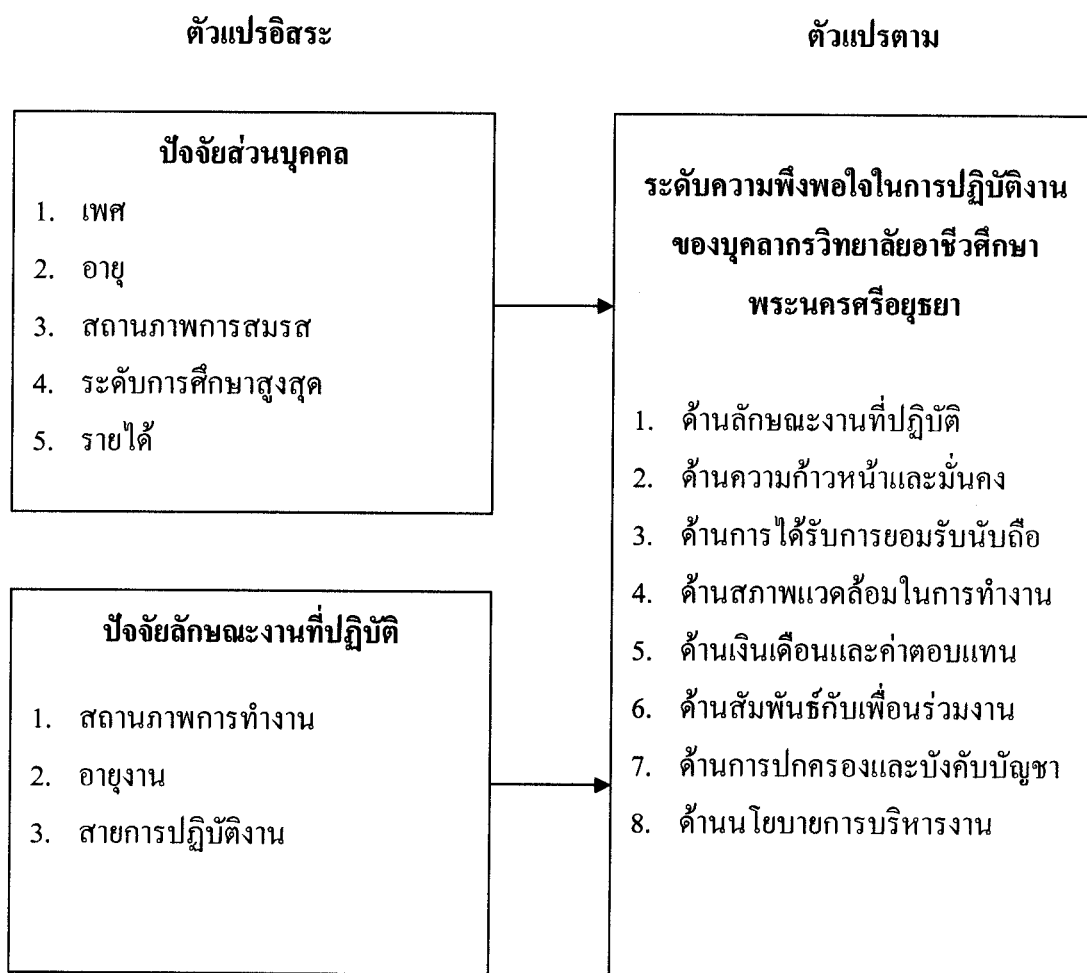 ตัวแปรอิสระ
ตัวแปรตาม
ปัจจัยส่วนบุคคล
1. เพศ
2. อายุ
3. สถานภาพการสมรส
4. ระดับการศึกษาสูงสุด
5. รายได้
ปัจจัยลักษณะงานที่ปฏิบัติ
1. สถานภาพการทำงาน
2. อายุงาน
3. สายการปฏิบัติงาน
ระดับความพึงพอใจในการปฏิบัติงาน
ของบุคลากรวิทยาลัยอาชีวศึกษา
พระนครศรีอยุธยา
1. ด้านลักษณะงานที่ปฏิบัติ
2. ด้านความก้าวหน้าและมั่นคง
3. ด้านการได้รับการยอมรับนับถือ
4. ด้านสภาพแวดล้อมในการทำงาน
5. ด้านเงินเดือนและค่าตอบแทน
6. ด้านสัมพันธ์กับเพื่อนร่วมงาน
7. ด้านการปกครองและบังคับบัญชา
8. ด้านนโยบายการบริหารงาน